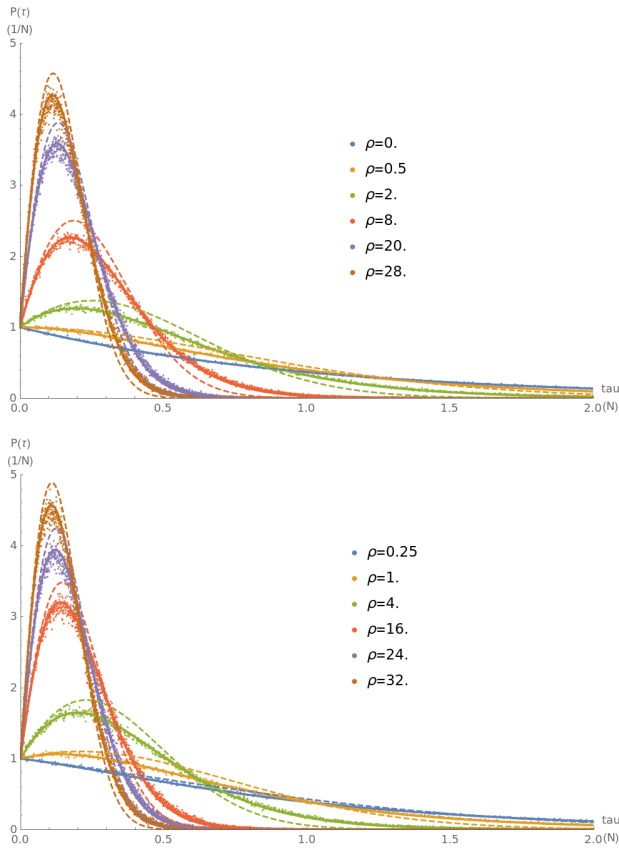 P(τ)
(1/N)
5
4
3
2
1
0
ρ=0.
ρ=0.5
ρ=2.
ρ=8.
ρ=20.
ρ=28.
0.0 0.5 1.0 1.5 2.0
tau
(N)
P(τ)
(1/N)
5
4
3
2
1
0
ρ=0.25
ρ=1.
ρ=4.
ρ=16.
ρ=24.
ρ=32.
0.0 0.5 1.0 1.5 2.0
tau
(N)